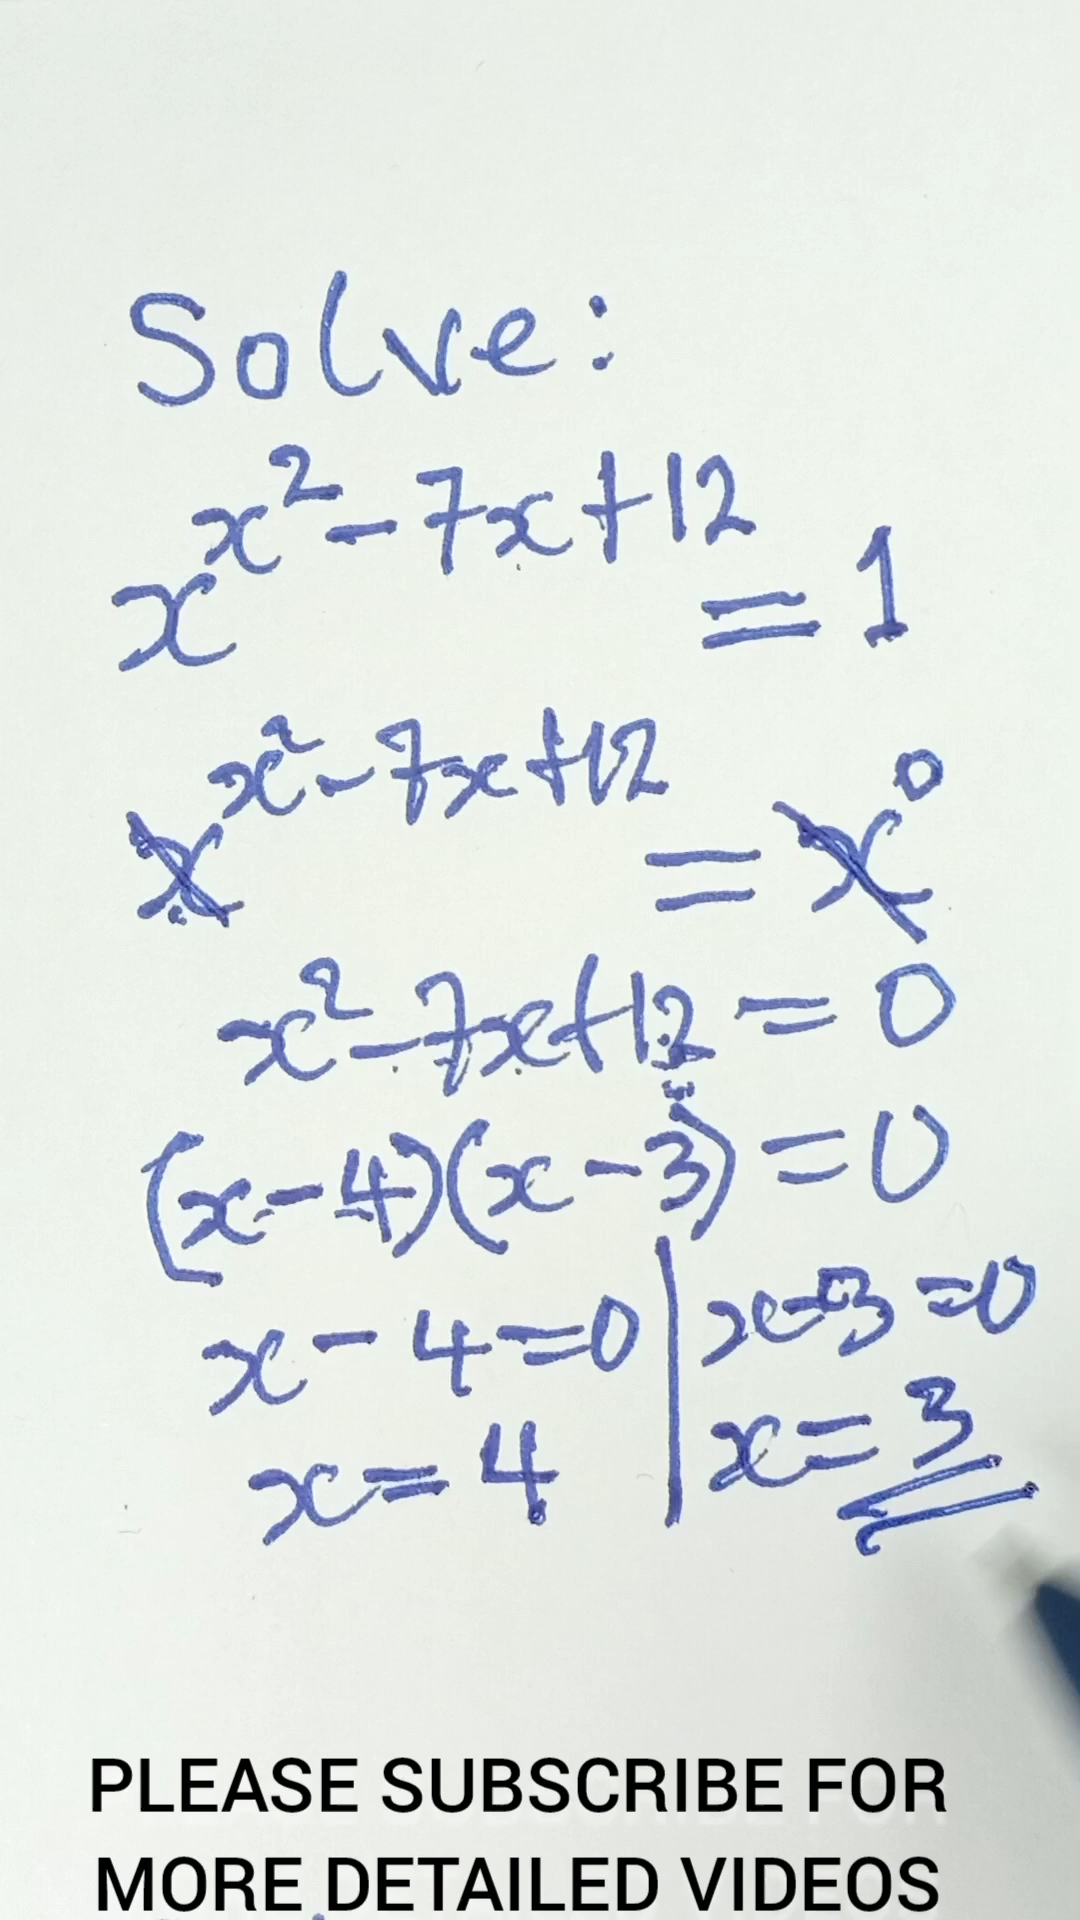 Solve:
x^{x²-7x+12} = 1
x^{x²-7x+12} = x⁰
x²-7x+12 = 0
(x-4)(x-3) = 0
x-4=0 | x-3=0
x=4 | x=3
PLEASE SUBSCRIBE FOR
MORE DETAILED VIDEOS